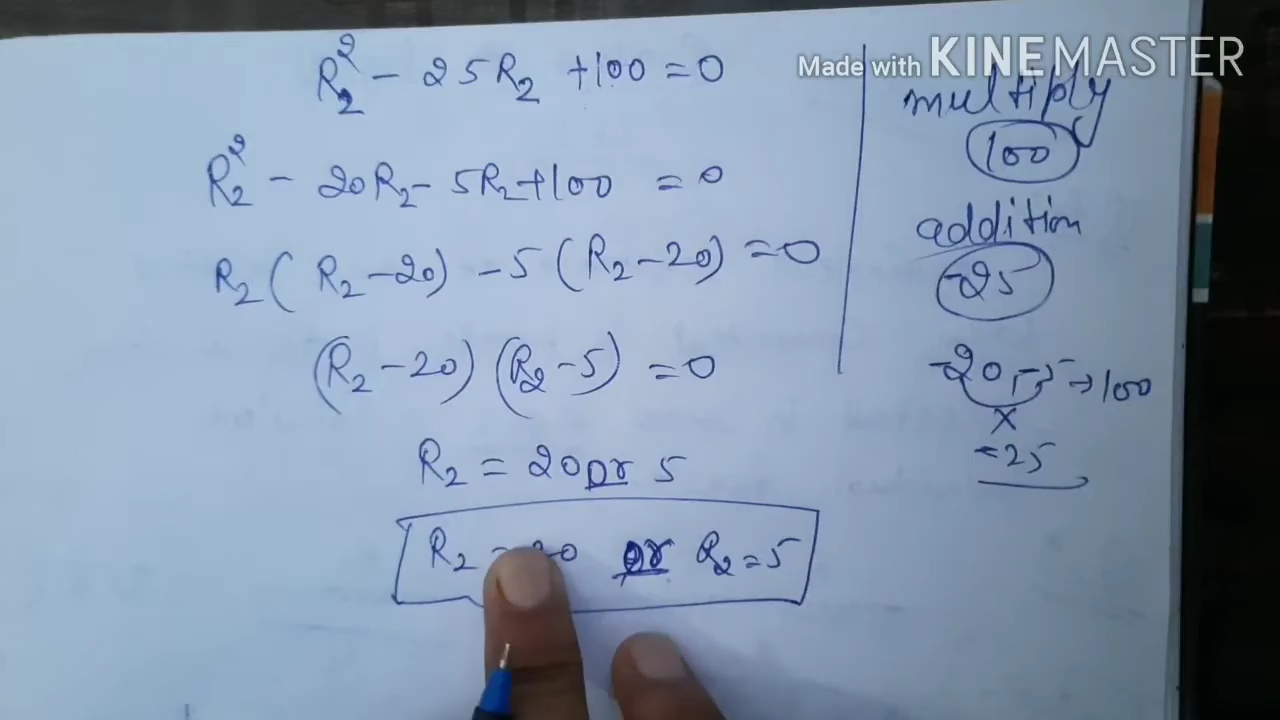 Made with KINEMASTER
R₂² - 25R₂ +100 = 0
R₂² - 20R₂ - 5R₂ + 100 = 0
R₂ ( R₂ - 20) - 5 ( R₂ - 20) = 0
(R₂ - 20) (R₂ - 5) = 0
R₂ = 20 or 5
R₂ = 20 or R₂ = 5
multiply
100
addition
-25
-20, -5 → 100
x
-25